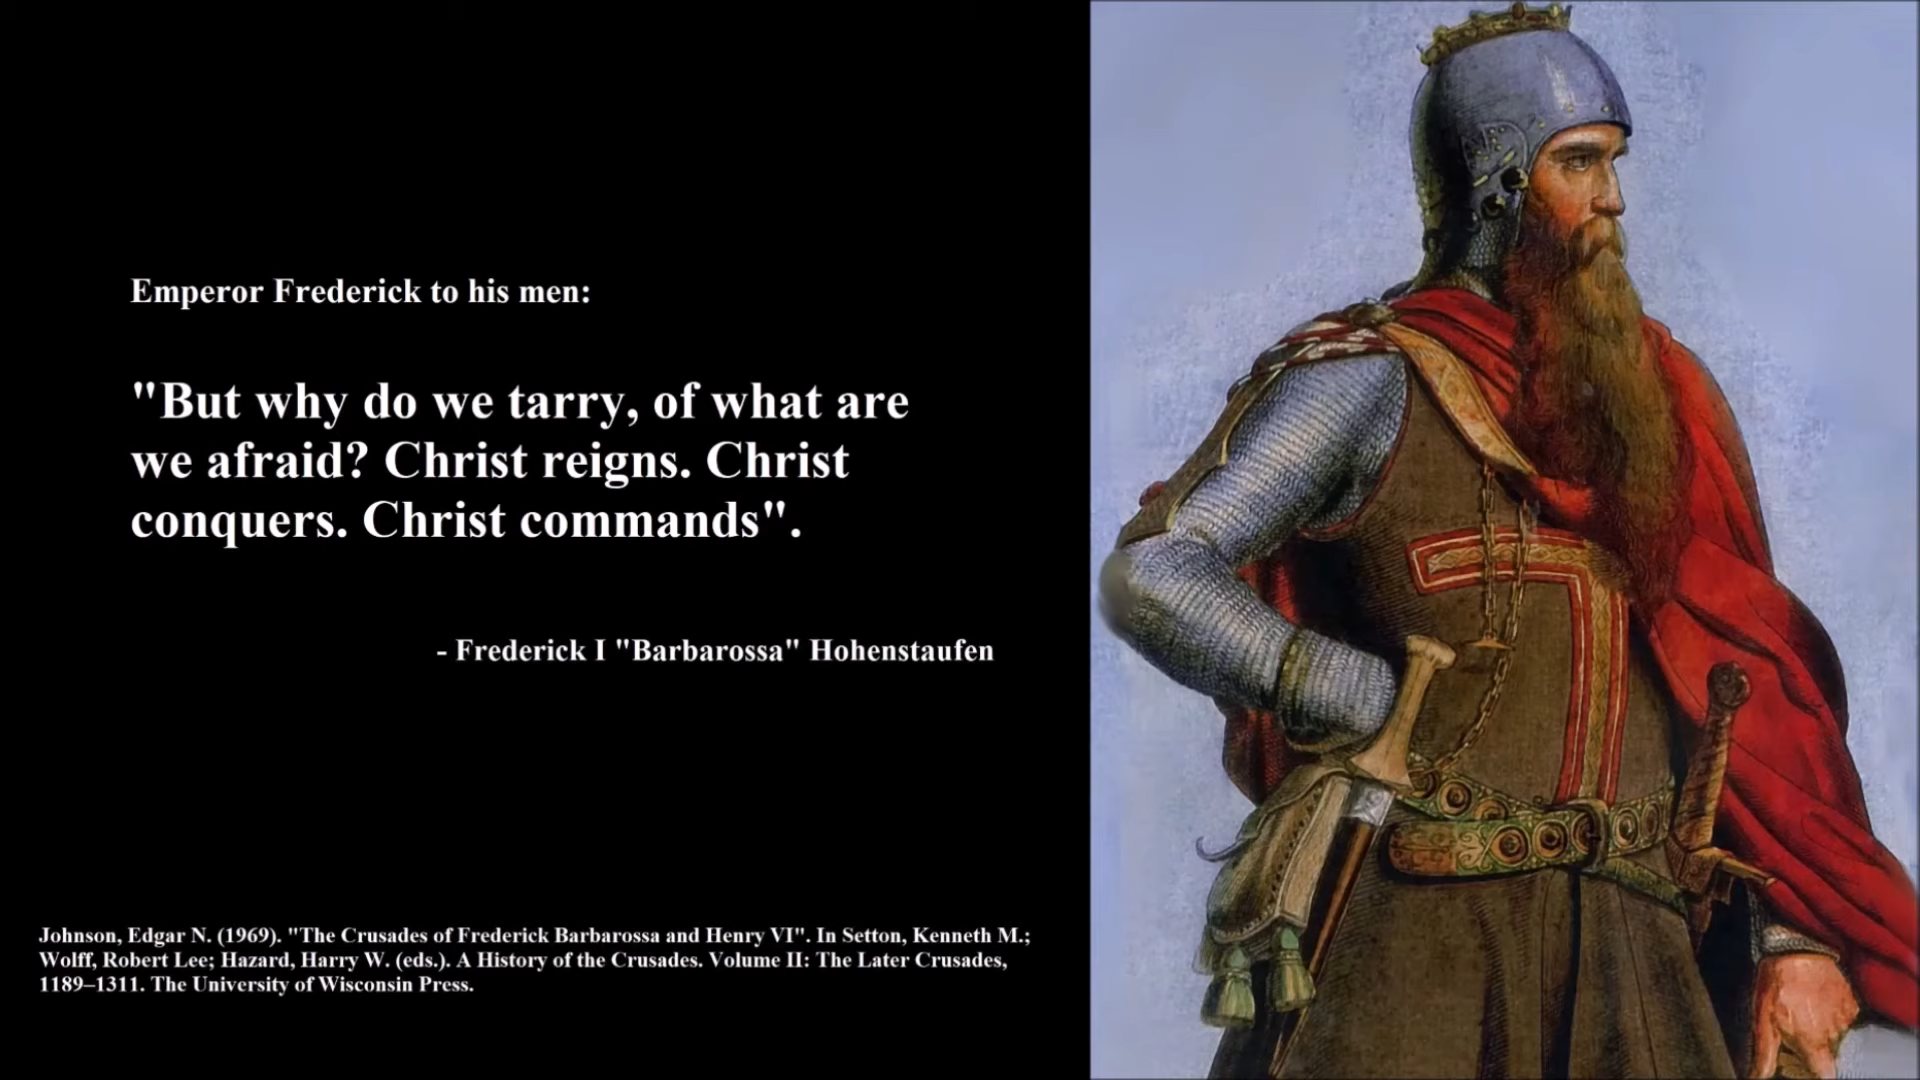 Emperor Frederick to his men:
"But why do we tarry, of what are
we afraid? Christ reigns. Christ
conquers. Christ commands".
- Frederick I "Barbarossa" Hohenstaufen
Johnson, Edgar N. (1969). "The Crusades of Frederick Barbarossa and Henry VI". In Setton, Kenneth M.;
Wolff, Robert Lee; Hazard, Harry W. (eds.). A History of the Crusades. Volume II: The Later Crusades,
1189–1311. The University of Wisconsin Press.